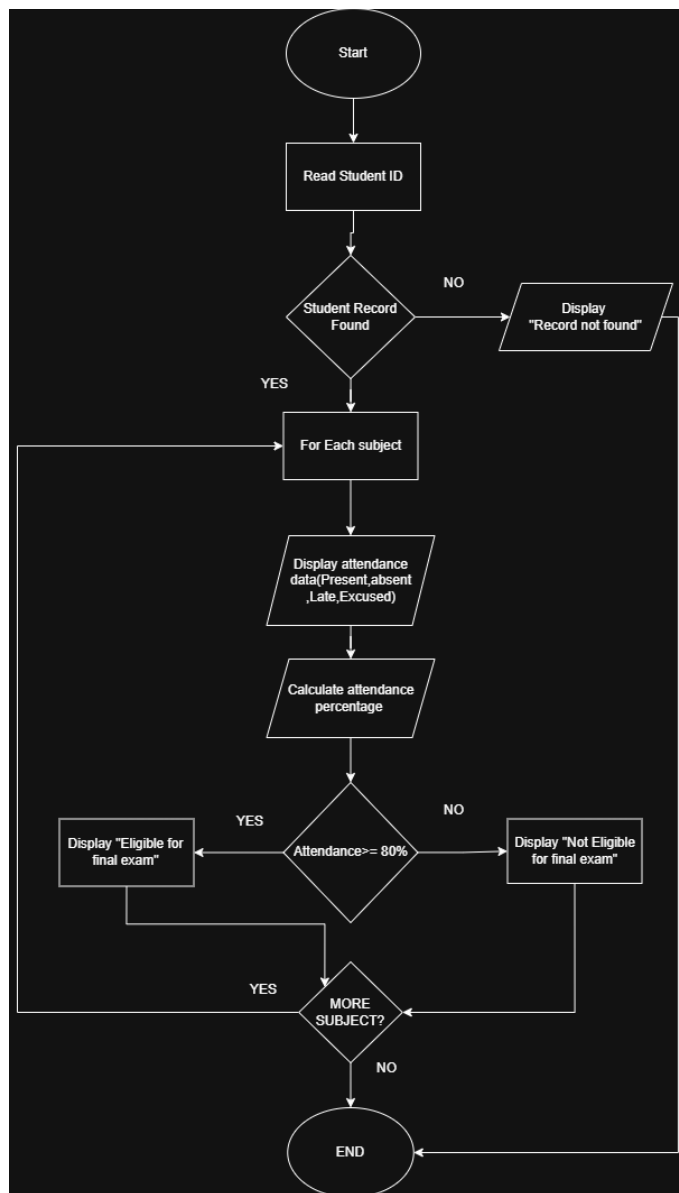 Start
Read Student ID
Student Record
Found
NO
Display
"Record not found"
YES
For Each subject
Display attendance
data(Present,absent
,Late,Excused)
Calculate attendance
percentage
Attendance>= 80%
YES
Display "Eligible for
final exam"
NO
Display "Not Eligible
for final exam"
MORE
SUBJECT?
YES
NO
END